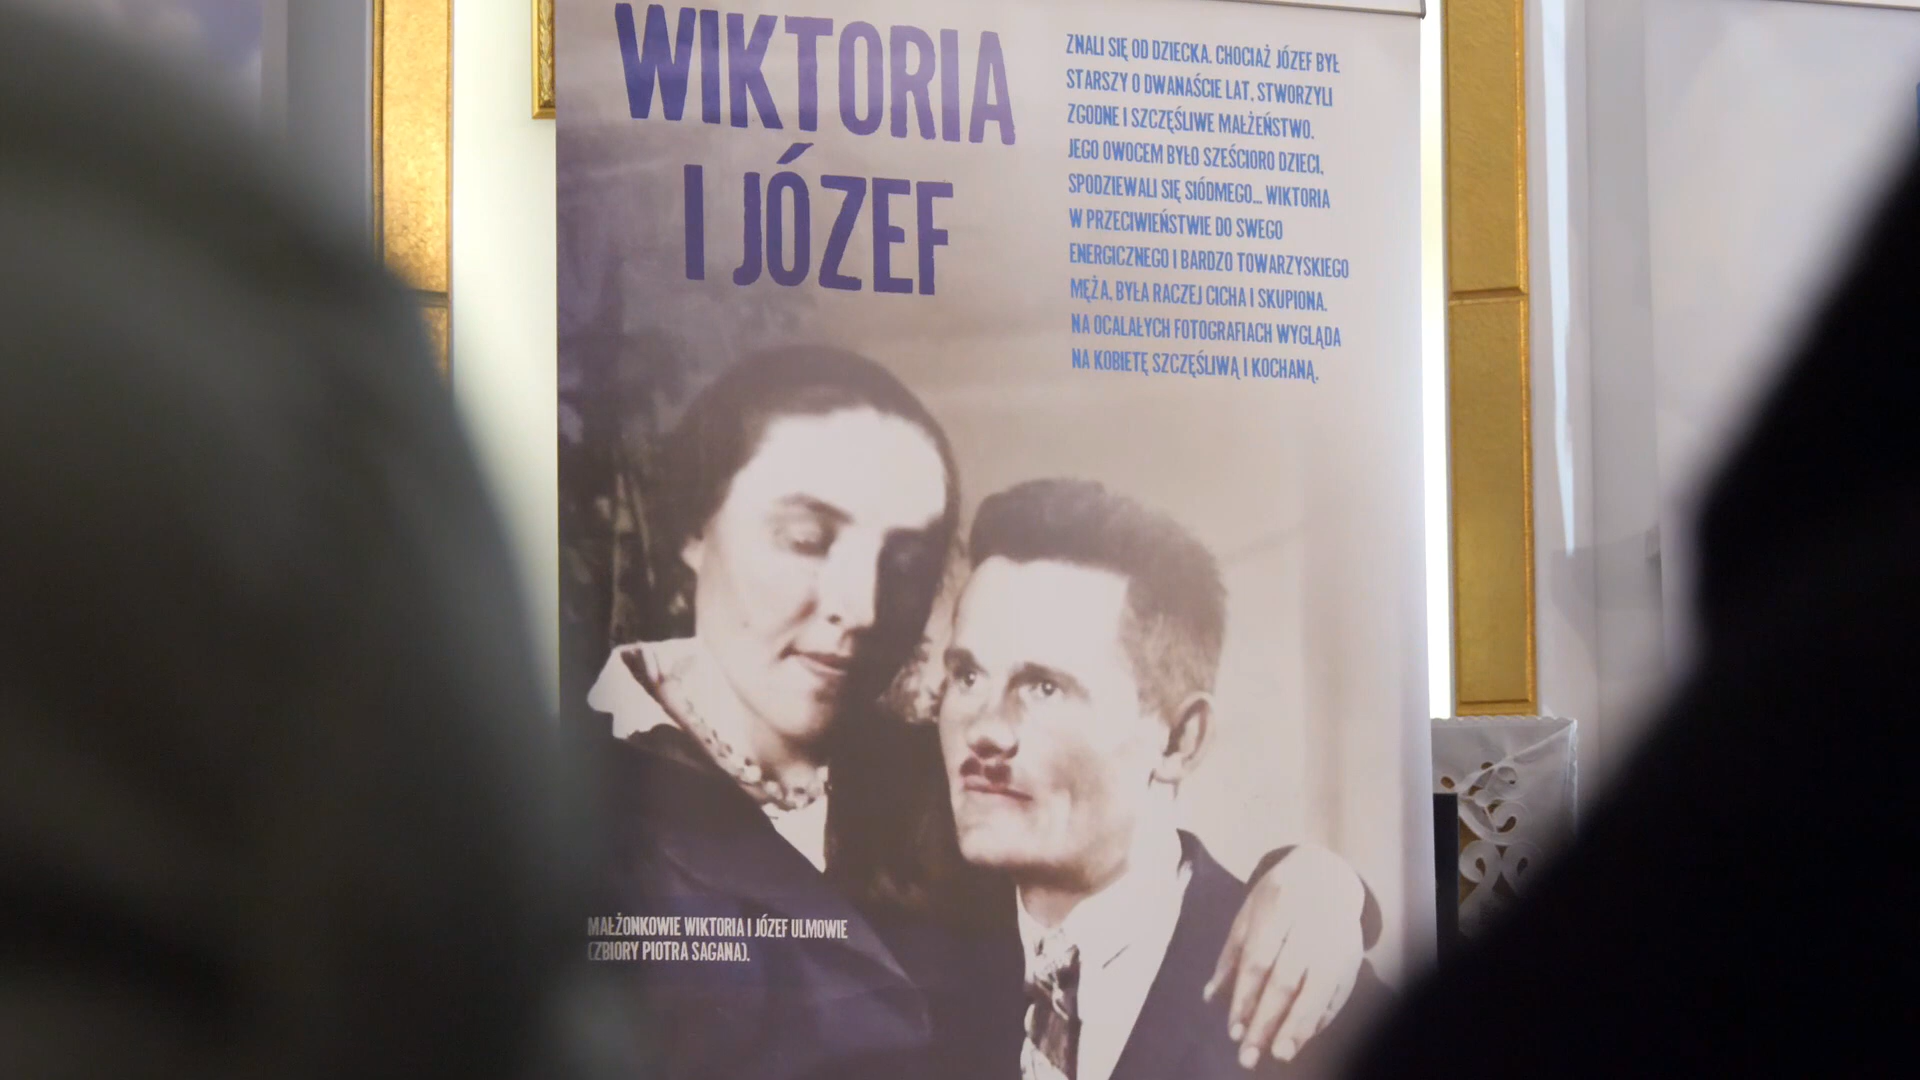 WIKTORIA
I JÓZEF
ZNALI SIĘ OD DZIECKA. CHOCIAŻ JÓZEF BYŁ
STARSZY O DWANAŚCIE LAT, STWORZYLI
ZGODNE I SZCZĘŚLIWE MAŁŻEŃSTWO.
JEGO OWOCEM BYŁO SZEŚCIORO DZIECI,
SPODZIEWALI SIĘ SIÓDMEGO... WIKTORIA
W PRZECIWIEŃSTWIE DO SWEGO
ENERGICZNEGO I BARDZO TOWARZYSKIEGO
MĘŻA, BYŁA RACZEJ CICHA I SKUPIONA.
NA OCALAŁYCH FOTOGRAFIACH WYGLĄDA
NA KOBIETĘ SZCZĘŚLIWĄ I KOCHANĄ.
MAŁŻONKOWIE WIKTORIA I JÓZEF ULMOWIE
(ZBIORY PIOTRA SAGANA).